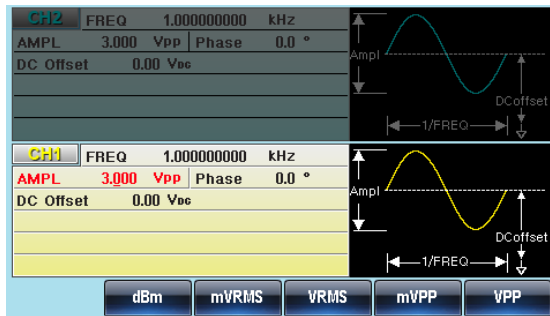 CH2 FREQ 1.000000000 kHz
AMPL 3.000 Vpp Phase 0.0 °
DC Offset 0.00 VDC
Ampl
DCoffset
1/FREQ
CH1 FREQ 1.000000000 kHz
AMPL 3.000 Vpp Phase 0.0 °
DC Offset 0.00 VDC
Ampl
DCoffset
1/FREQ
dBm mVRMS VRMS mVPP VPP